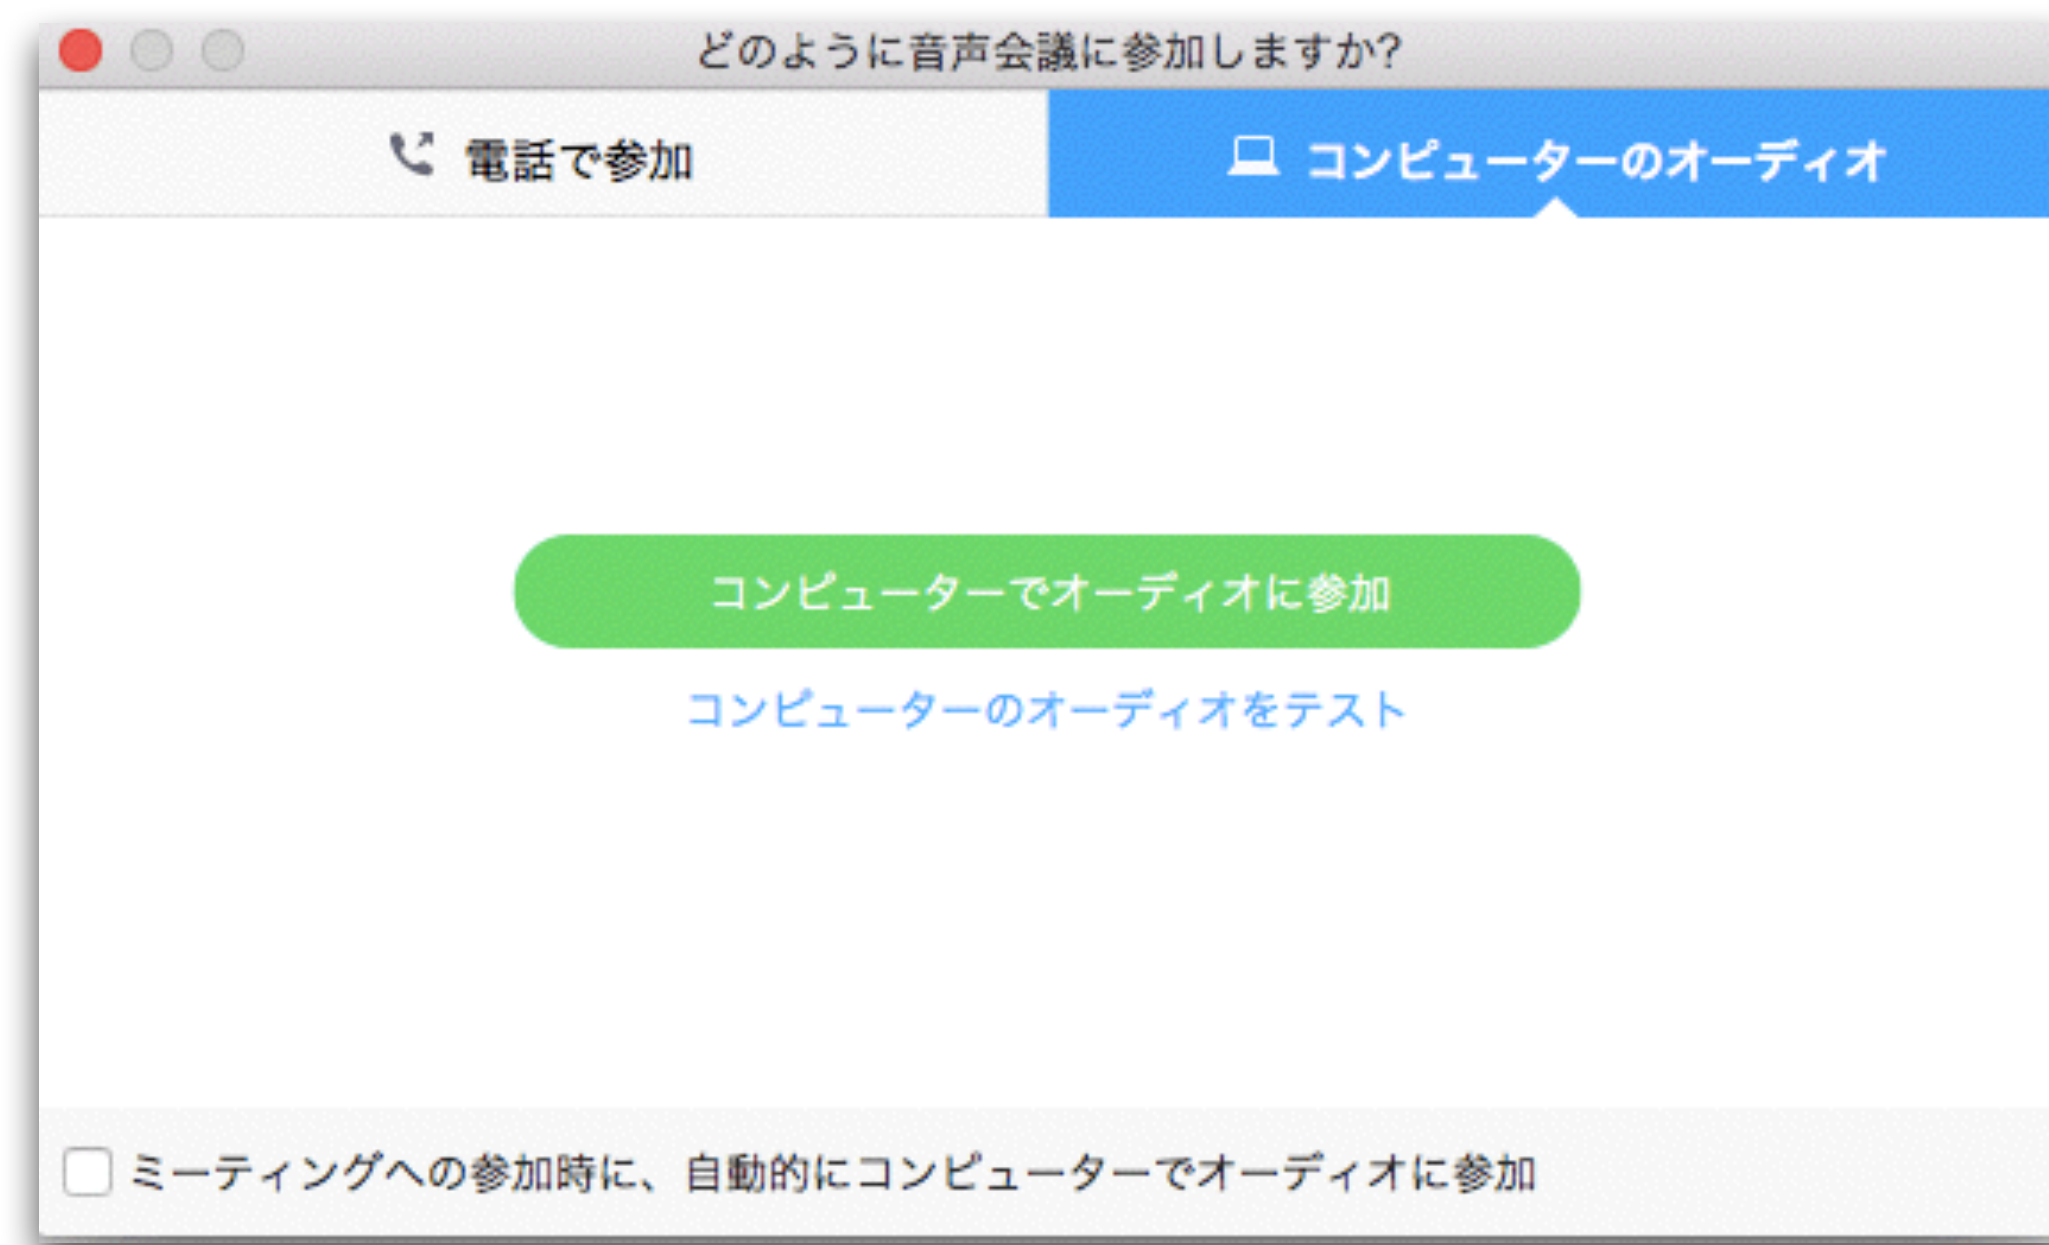 どのように音声会議に参加しますか?
電話で参加
コンピューターのオーディオ
コンピューターでオーディオに参加
コンピューターのオーディオをテスト
ミーティングへの参加時に、自動的にコンピューターでオーディオに参加